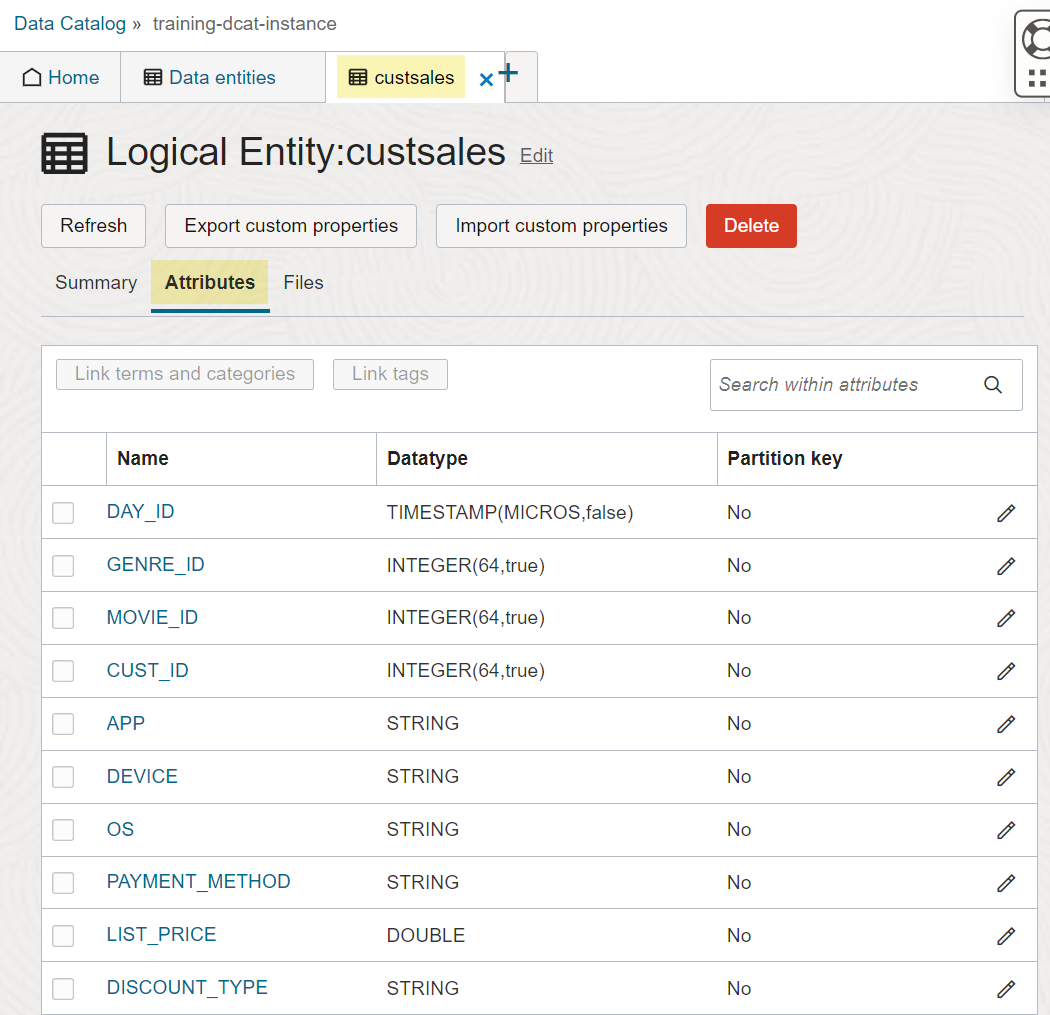 Data Catalog » training-dcat-instance
Home Data entities custsales × +
Logical Entity:custsales Edit
Refresh Export custom properties Import custom properties Delete
Summary Attributes Files
Link terms and categories Link tags Search within attributes
Name Datatype Partition key
DAY_ID TIMESTAMP(MICROS,false) No
GENRE_ID INTEGER(64,true) No
MOVIE_ID INTEGER(64,true) No
CUST_ID INTEGER(64,true) No
APP STRING No
DEVICE STRING No
OS STRING No
PAYMENT_METHOD STRING No
LIST_PRICE DOUBLE No
DISCOUNT_TYPE STRING No